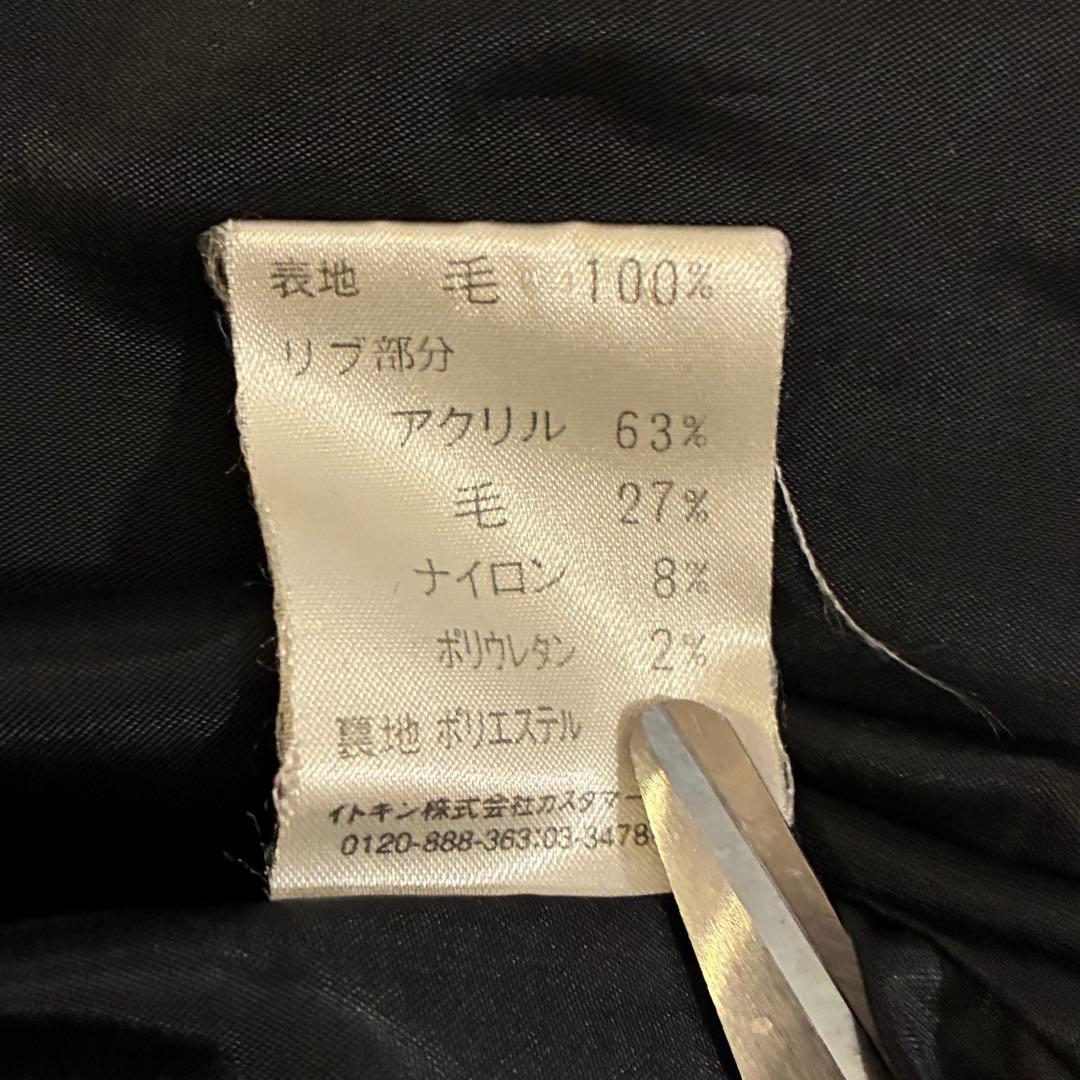 表地 毛 100%
リブ部分
アクリル 63%
毛 27%
ナイロン 8%
ポリウレタン 2%
裏地 ポリエステル
イトキン株式会社カスタマー
0120-888-363:03-3478-